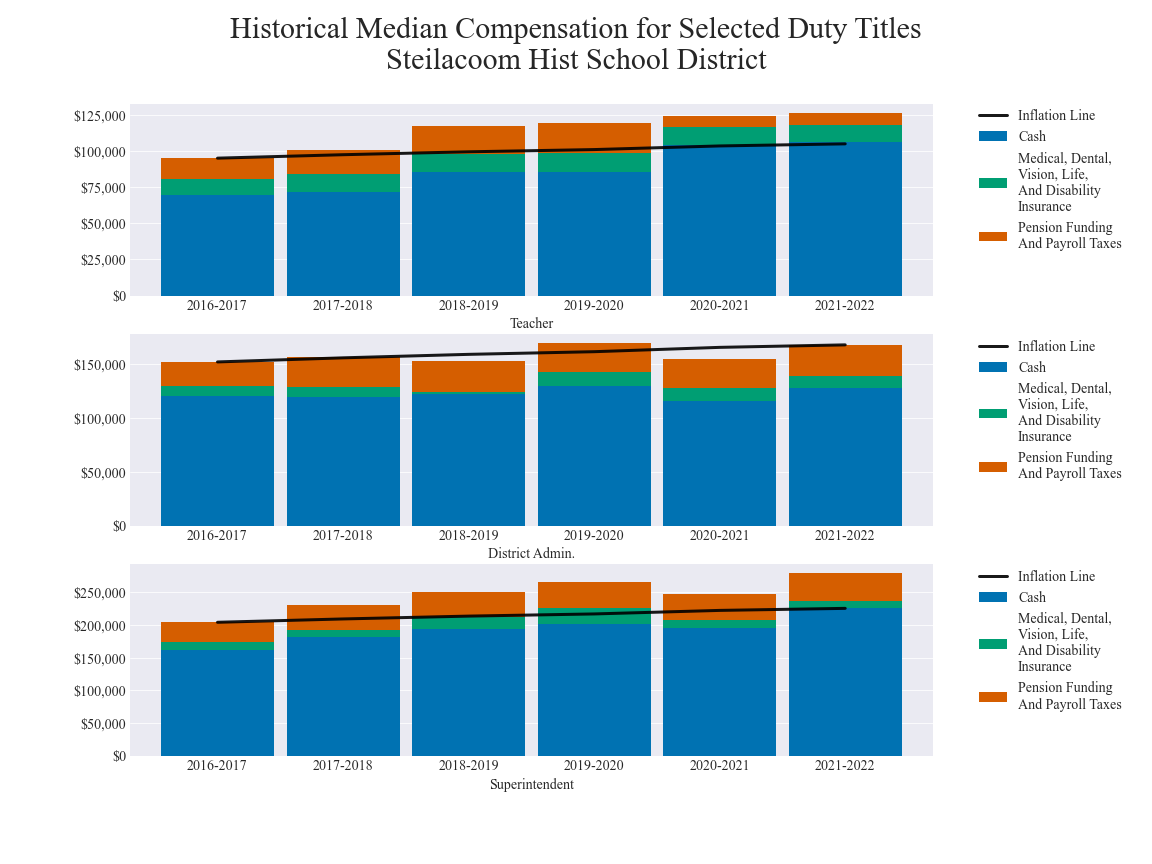 Historical Median Compensation for Selected Duty Titles
Steilacoom Hist School District
$125,000
$100,000
$75,000
$50,000
$25,000
$0
2016-2017
2017-2018
2018-2019
2019-2020
2020-2021
2021-2022
Teacher
Inflation Line
Cash
Medical, Dental,
Vision, Life,
And Disability
Insurance
Pension Funding
And Payroll Taxes
$150,000
$100,000
$50,000
$0
2016-2017
2017-2018
2018-2019
2019-2020
2020-2021
2021-2022
District Admin.
Inflation Line
Cash
Medical, Dental,
Vision, Life,
And Disability
Insurance
Pension Funding
And Payroll Taxes
$250,000
$200,000
$150,000
$100,000
$50,000
$0
2016-2017
2017-2018
2018-2019
2019-2020
2020-2021
2021-2022
Superintendent
Inflation Line
Cash
Medical, Dental,
Vision, Life,
And Disability
Insurance
Pension Funding
And Payroll Taxes